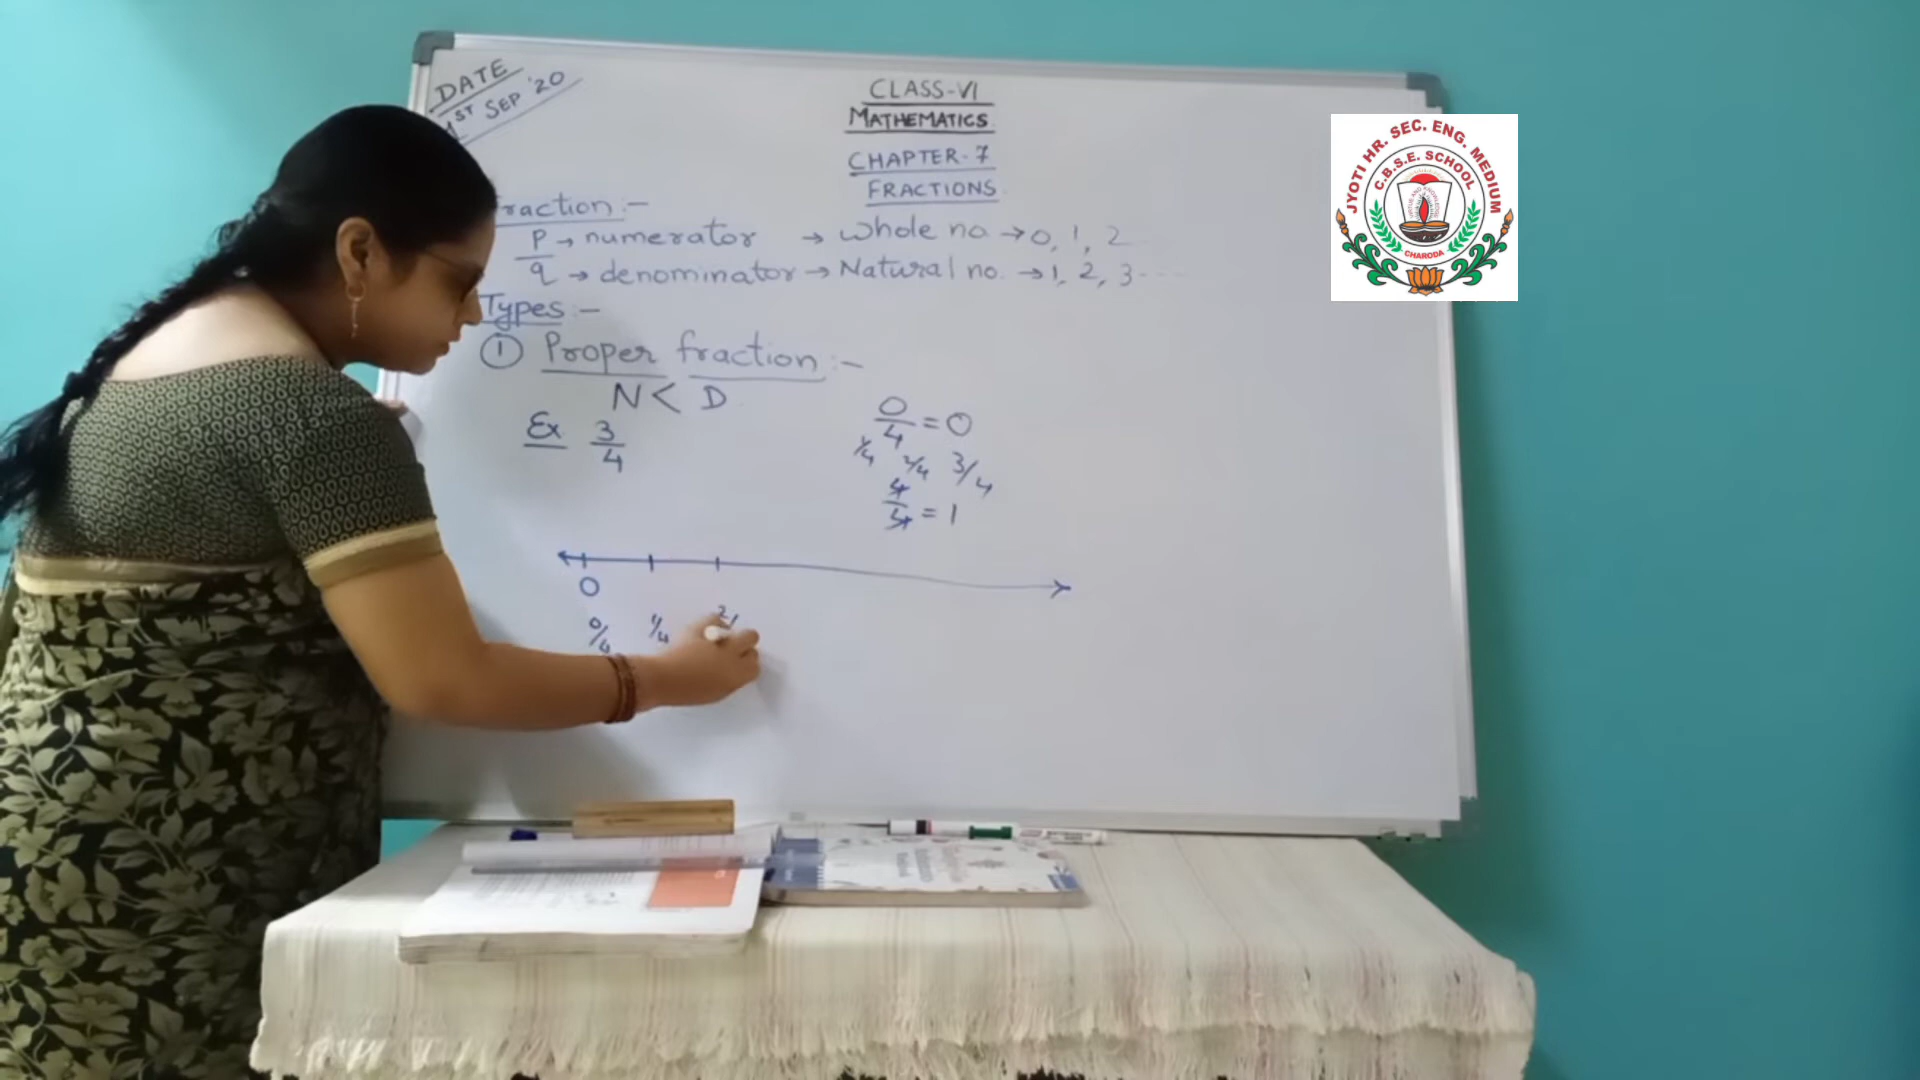 DATE
1ST SEP '20
CLASS-VI
MATHEMATICS
CHAPTER-7
FRACTIONS
raction :-
p → numerator → whole no → 0, 1, 2
q → denominator → Natural no. → 1, 2, 3 ----
Types :-
① Proper fraction :-
N < D
Ex 3/4
0/4 = 0
1/4 2/4 3/4
4/4 = 1
0
0/4 1/4 2/
JYOTI HR. SEC. ENG. MEDIUM
C.B.S.E. SCHOOL
CHARODA